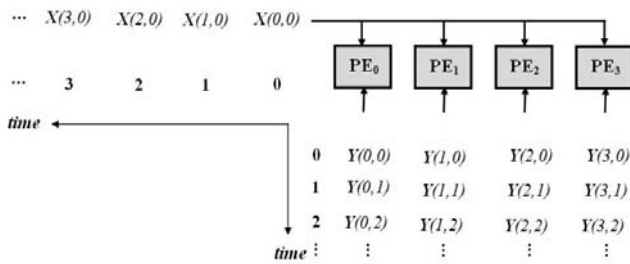 ··· X(3,0) X(2,0) X(1,0) X(0,0)
PE₀ PE₁ PE₂ PE₃
··· 3 2 1 0
time
0 Y(0,0) Y(1,0) Y(2,0) Y(3,0)
1 Y(0,1) Y(1,1) Y(2,1) Y(3,1)
2 Y(0,2) Y(1,2) Y(2,2) Y(3,2)
time ⋮ ⋮ ⋮ ⋮ ⋮